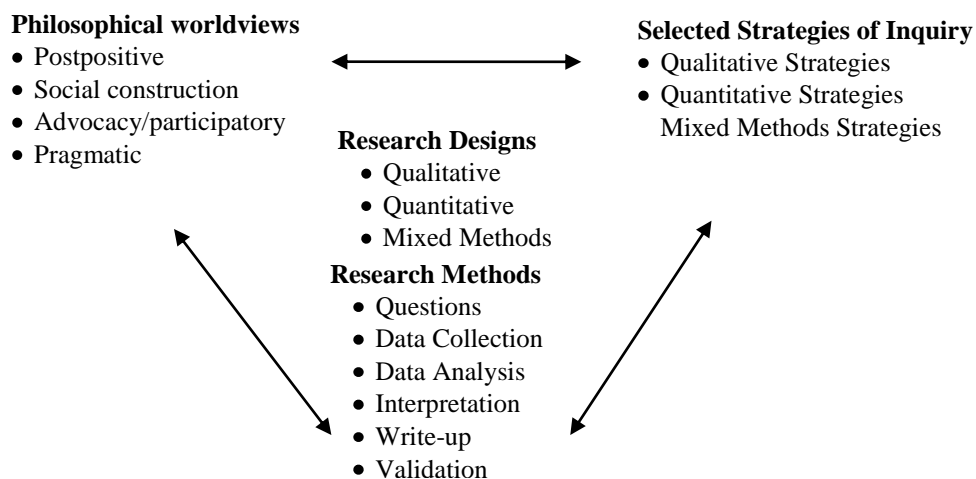 Philosophical worldviews
• Postpositive
• Social construction
• Advocacy/participatory
• Pragmatic
Selected Strategies of Inquiry
• Qualitative Strategies
• Quantitative Strategies
Mixed Methods Strategies
Research Designs
• Qualitative
• Quantitative
• Mixed Methods
Research Methods
• Questions
• Data Collection
• Data Analysis
• Interpretation
• Write-up
• Validation